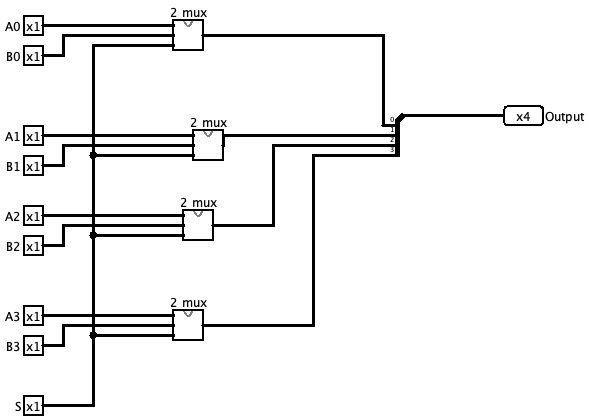 2 mux
A0 x1
B0 x1
0
1
2
3
x4 Output
2 mux
A1 x1
B1 x1
2 mux
A2 x1
B2 x1
2 mux
A3 x1
B3 x1
S x1